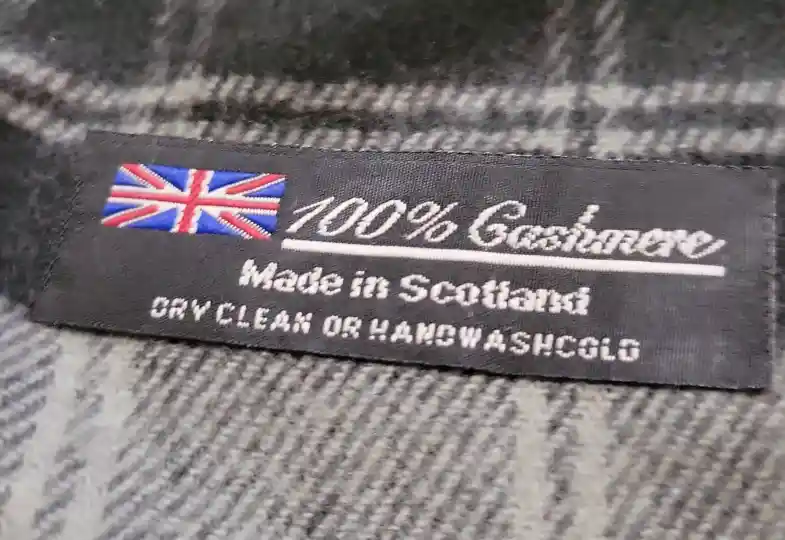 100% Cashmere
Made in Scotland
DRY CLEAN OR HANDWASHCOLD